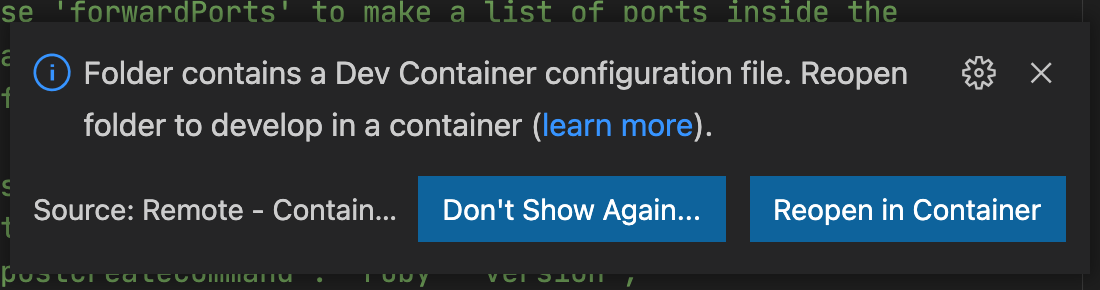 se 'forwardPorts' to make a list of ports inside the
Folder contains a Dev Container configuration file. Reopen
folder to develop in a container (learn more).
Source: Remote - Contain...
Don't Show Again...
Reopen in Container